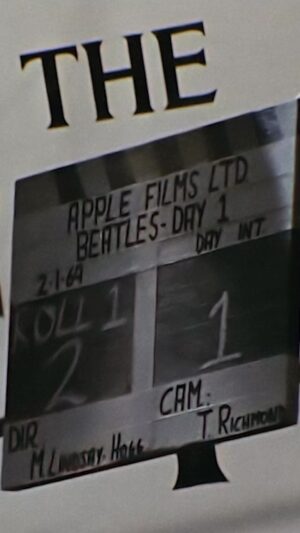 THE
APPLE FILMS LTD
BEATLES-DAY 1
DAY INT.
2.1.69
ROLL 1
2
1
CAM:
T. RICHMOND
DIR
M. LINDSAY-HOGG